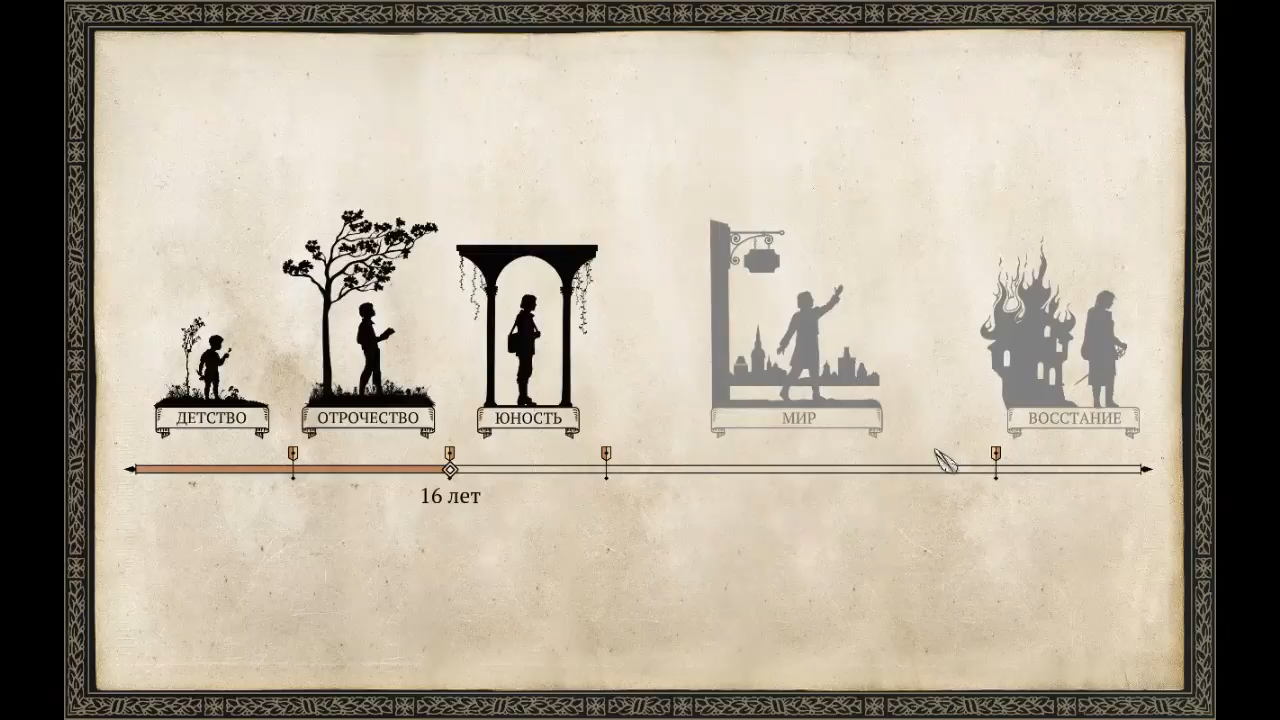 ДЕТСТВО
ОТРОЧЕСТВО
ЮНОСТЬ
МИР
ВОССТАНИЕ
16 лет